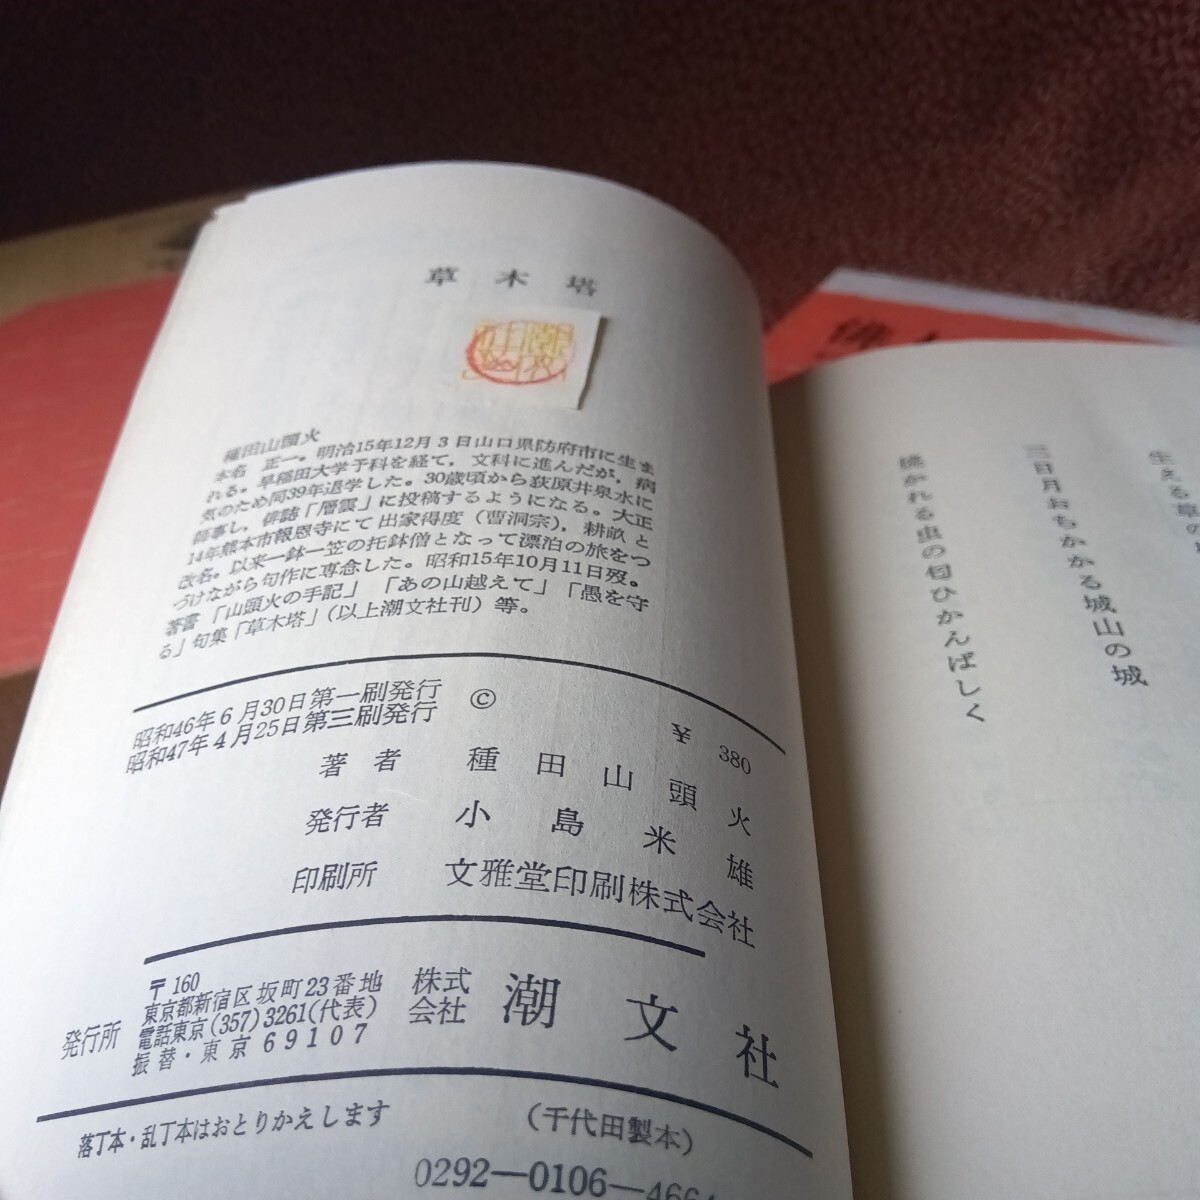 草木塔
種田山頭火
本名 正一。明治15年12月3日山口県防府市に生ま
れる。早稲田大学予科を経て，文科に進んだが，病
気のため同39年退学した。30歳頃から荻原井泉水に
師事し，俳誌「層雲」に投稿するようになる。大正
14年熊本市報恩寺にて出家得度（曹洞宗），耕畝と
改名。以来一鉢一笠の托鉢僧となって漂泊の旅をつ
づけながら句作に専念した。昭和15年10月11日歿。
著書「山頭火の手記」「あの山越えて」「愚を守
る」句集「草木塔」（以上潮文社刊）等。
昭和46年6月30日第一刷発行
昭和47年4月25日第三刷発行
©
¥ 380
著者 種田山頭火
発行者 小島米雄
印刷所 文雅堂印刷株式会社
発行所
〒160
東京都新宿区坂町23番地
電話東京(357)3261(代表)
振替・東京69107
株式会社 潮文社
落丁本・乱丁本はおとりかえします
（千代田製本）
0292―0106―4664
生える草の
三日月おちかかる城山の城
焼かれる虫の匂ひかんばしく